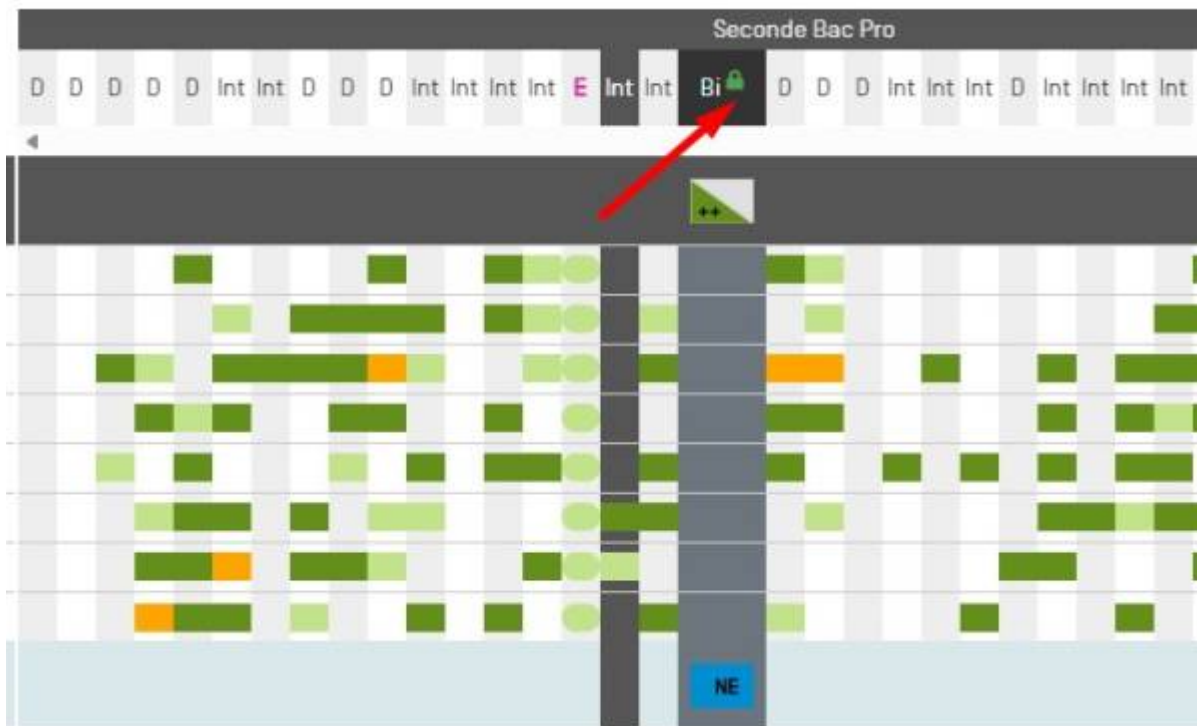 Seconde Bac Pro
D D D D D Int Int D D D Int Int Int Int E Int Int Bi D D D Int Int Int D Int Int Int Int
++
NE